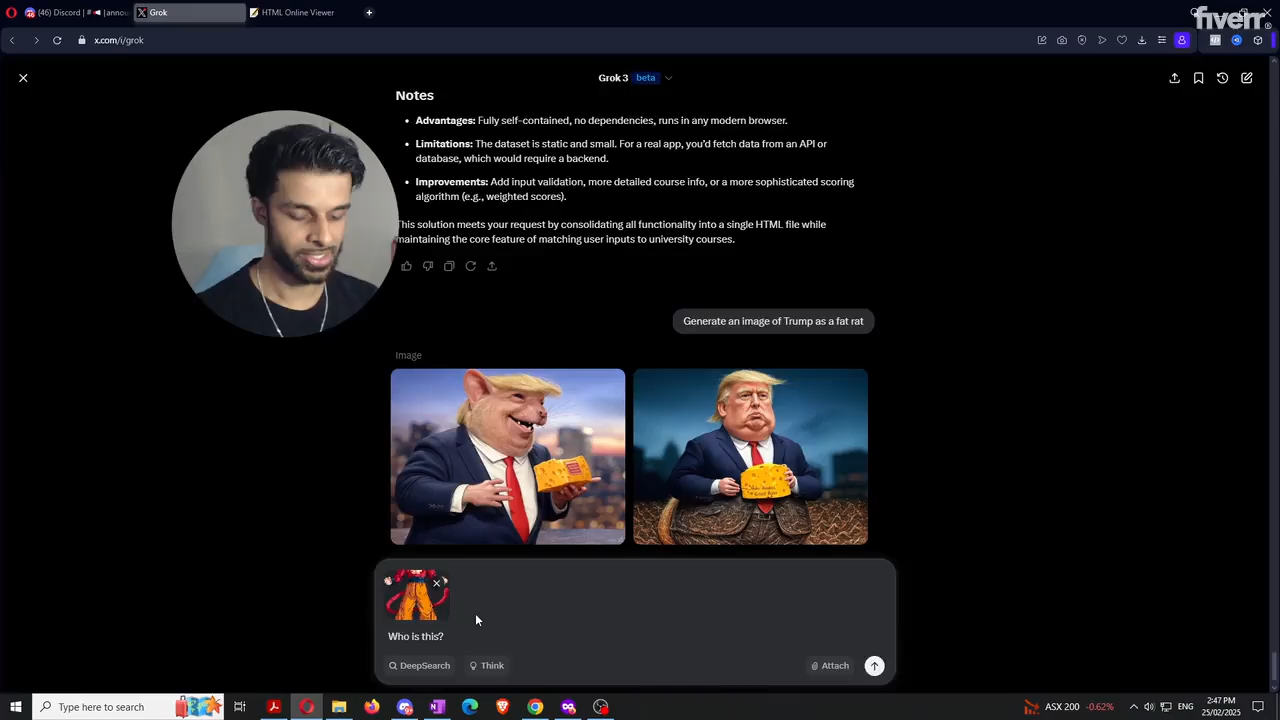 (46) Discord | #
announ
Grok
HTML Online Viewer
fiverr
x.com/i/grok
Grok 3 beta
Notes
Advantages: Fully self-contained, no dependencies, runs in any modern browser.
Limitations: The dataset is static and small. For a real app, you'd fetch data from an API or
database, which would require a backend.
Improvements: Add input validation, more detailed course info, or a more sophisticated scoring
algorithm (e.g., weighted scores).
This solution meets your request by consolidating all functionality into a single HTML file while
maintaining the core feature of matching user inputs to university courses.
Generate an image of Trump as a fat rat
Image
Who is this?
DeepSearch
Think
Attach
Type here to search
ASX 200 -0.62%
ENG
2:47 PM
25/02/2025